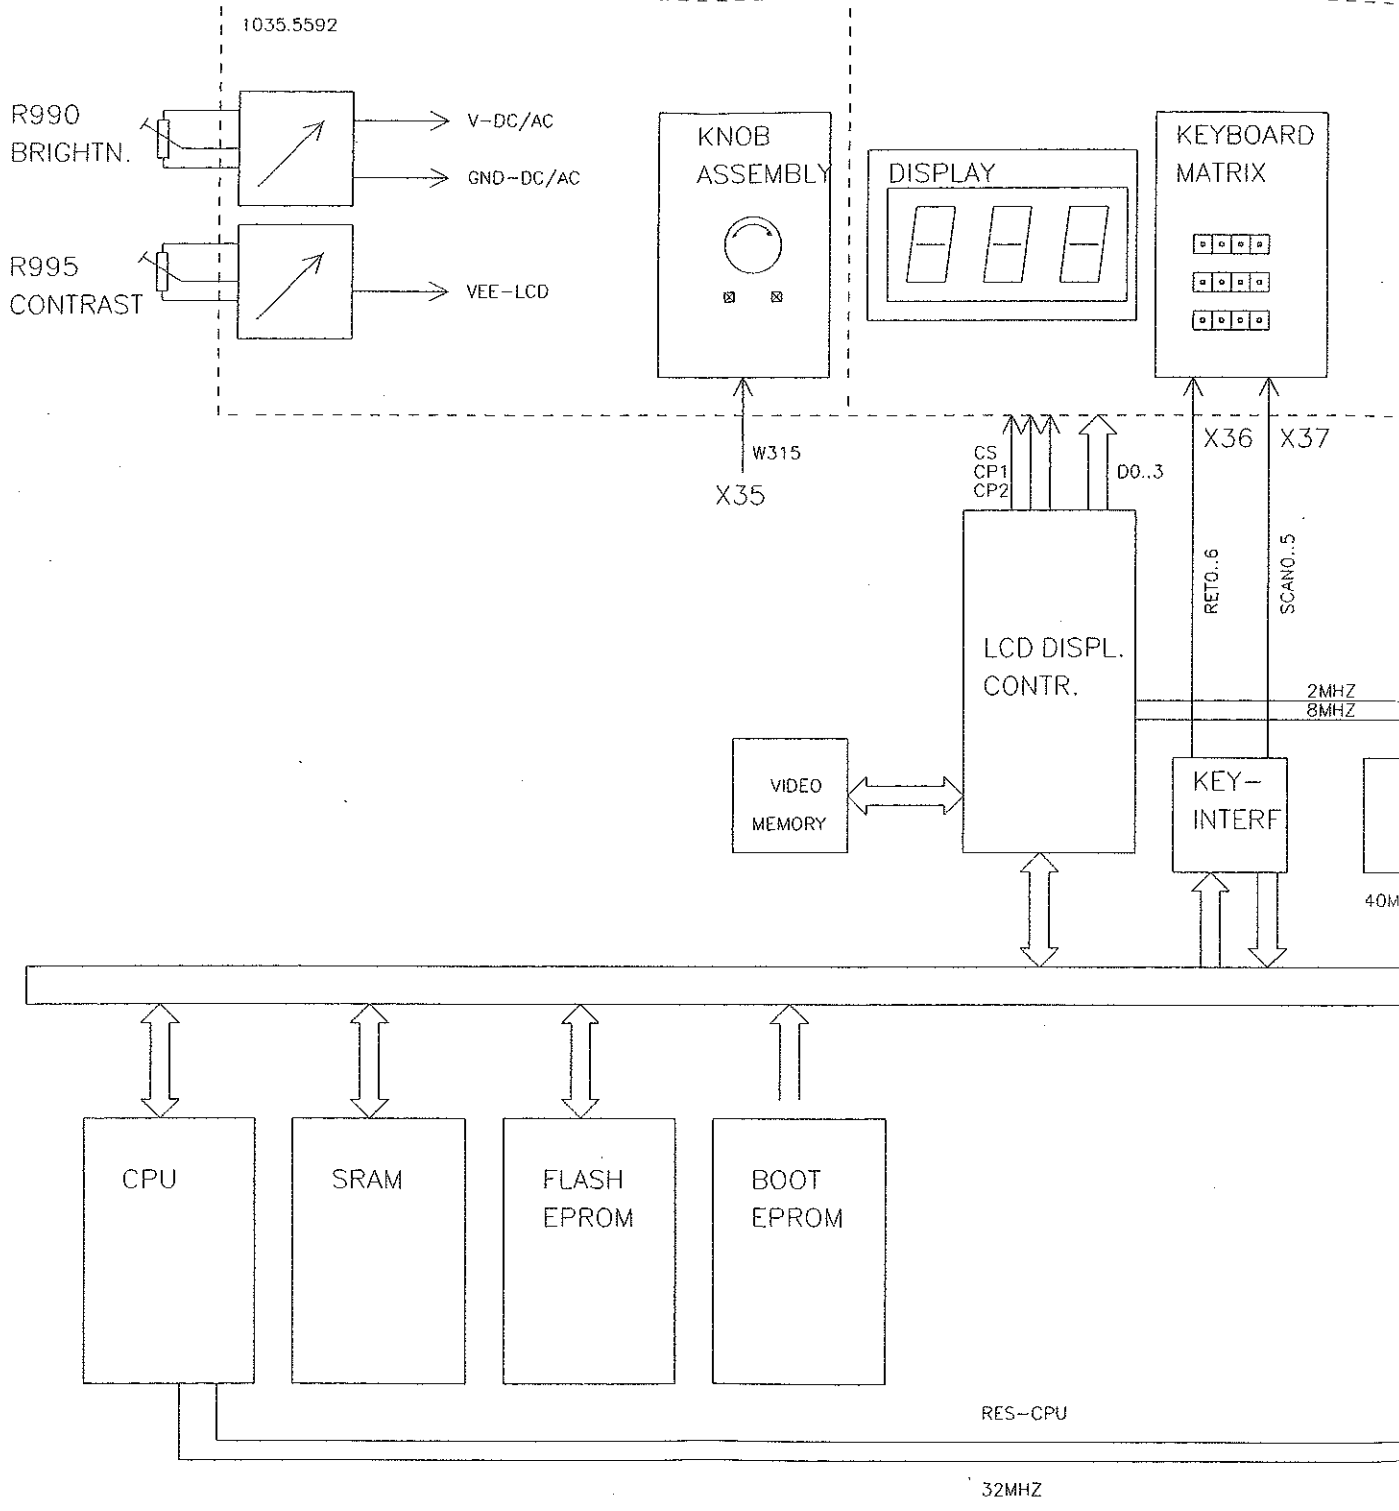 1035.5592
R990
BRIGHTN.
V-DC/AC
GND-DC/AC
R995
CONTRAST
VEE-LCD
KNOB
ASSEMBLY
DISPLAY
KEYBOARD
MATRIX
W315
X35
CS
CP1
CP2
D0..3
X36
X37
RET0..6
SCAN0..5
LCD DISPL.
CONTR.
2MHZ
8MHZ
VIDEO
MEMORY
KEY-
INTERF
40M
CPU
SRAM
FLASH
EPROM
BOOT
EPROM
RES-CPU
32MHZ